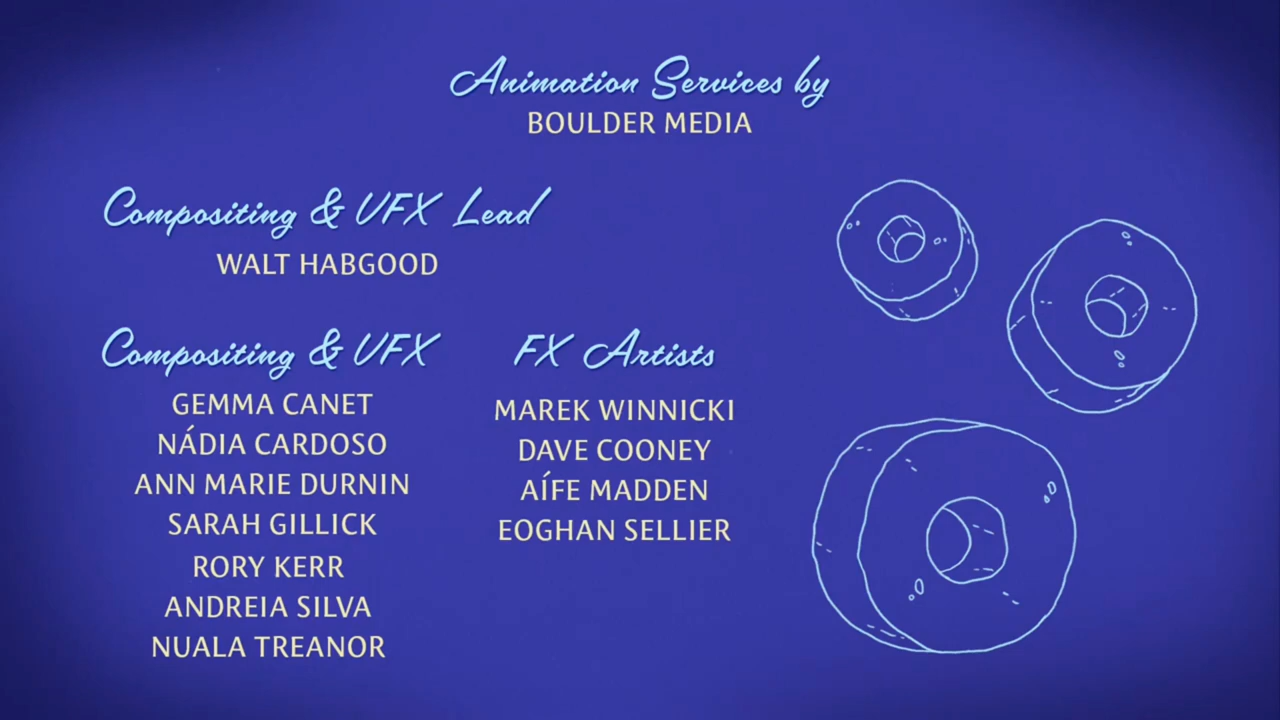 Animation Services by
BOULDER MEDIA
Compositing & VFX Lead
WALT HABGOOD
Compositing & VFX
GEMMA CANET
NÁDIA CARDOSO
ANN MARIE DURNIN
SARAH GILLICK
RORY KERR
ANDREIA SILVA
NUALA TREANOR
FX Artists
MAREK WINNICKI
DAVE COONEY
AÍFE MADDEN
EOGHAN SELLIER